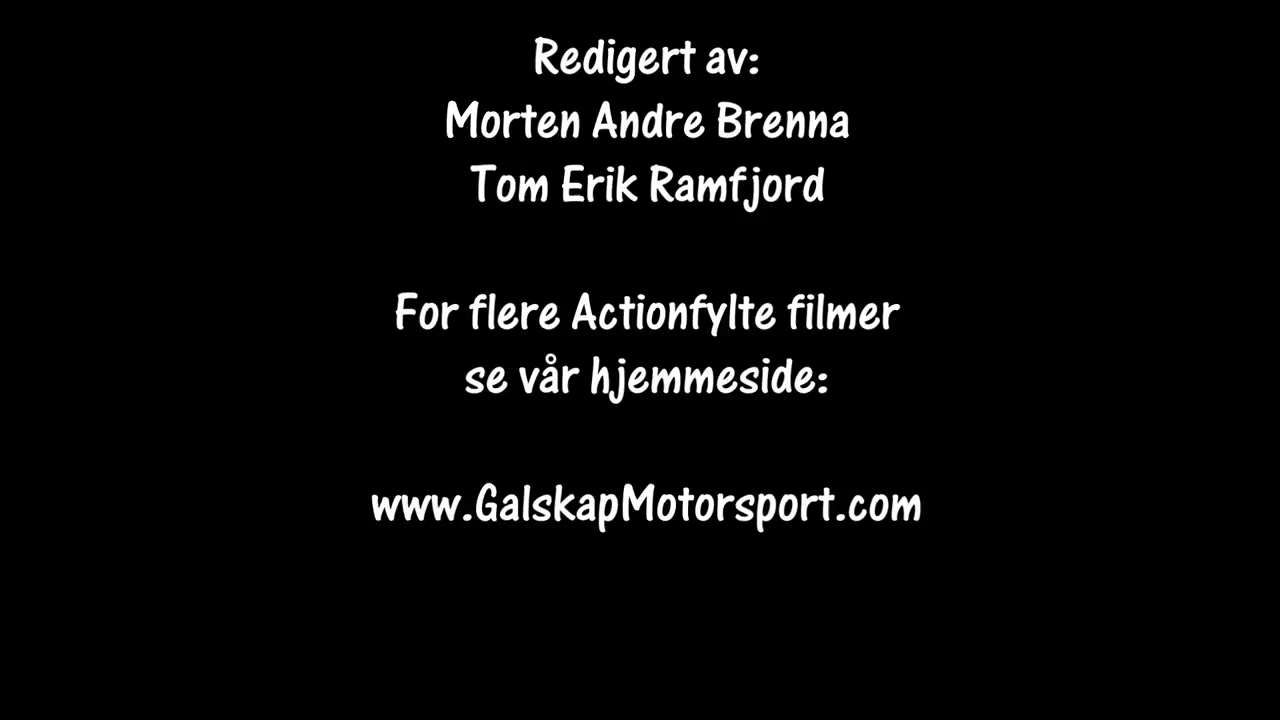 Redigert av:
Morten Andre Brenna
Tom Erik Ramfjord
For flere Actionfylte filmer
se vår hjemmeside:
www.GalskapMotorsport.com